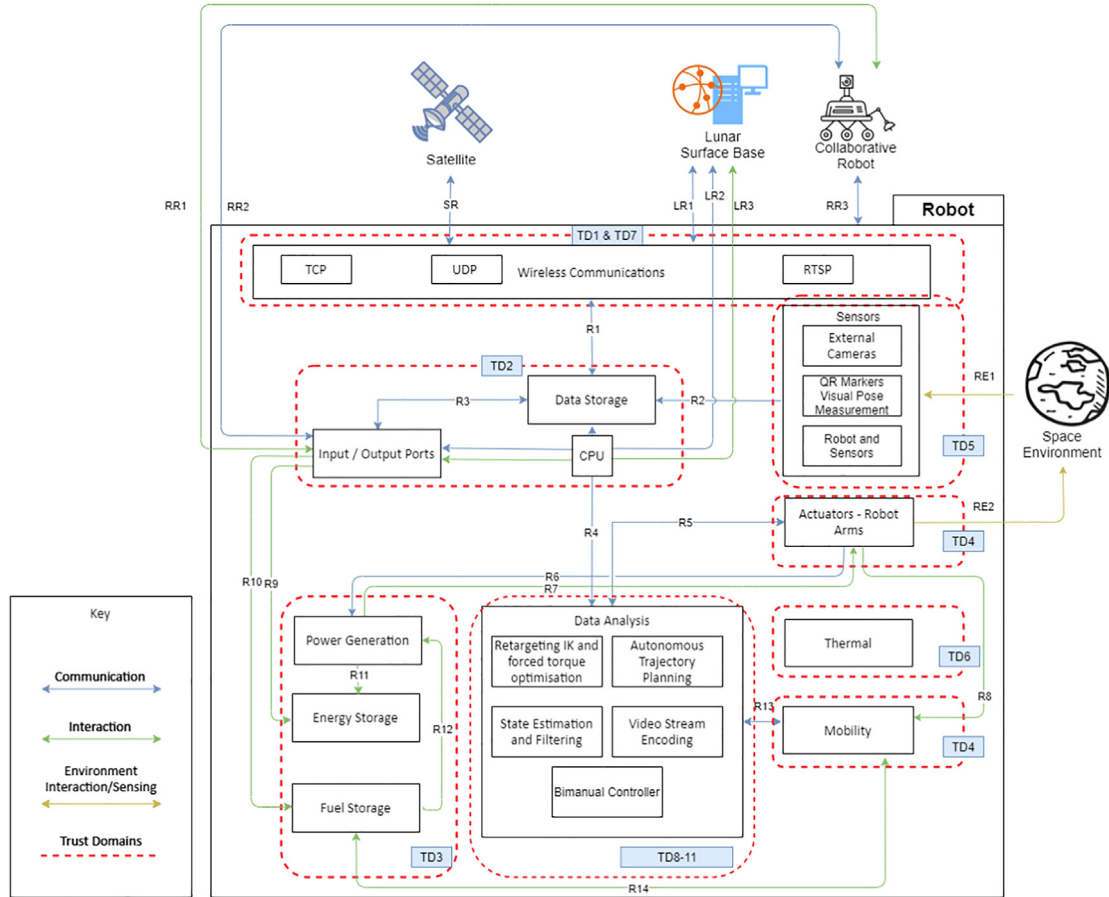 Satellite
Lunar
Surface Base
Collaborative
Robot
RR1
RR2
SR
LR1
LR2
LR3
RR3
Robot
TD1 & TD7
TCP
UDP
Wireless Communications
RTSP
R1
Sensors
External
Cameras
QR Markers
Visual Pose
Measurement
Robot and
Sensors
TD5
RE1
Space
Environment
RE2
TD2
R3
Data Storage
R2
Input / Output Ports
CPU
R4
R5
Actuators - Robot
Arms
TD4
R10
R9
R6
R7
Power Generation
R11
Energy Storage
R12
Fuel Storage
TD3
Data Analysis
Retargeting IK and
forced torque
optimisation
Autonomous
Trajectory
Planning
State Estimation
and Filtering
Video Stream
Encoding
Bimanual Controller
TD8-11
Thermal
TD6
R8
R13
Mobility
TD4
R14
Key
Communication
Interaction
Environment
Interaction/Sensing
Trust Domains